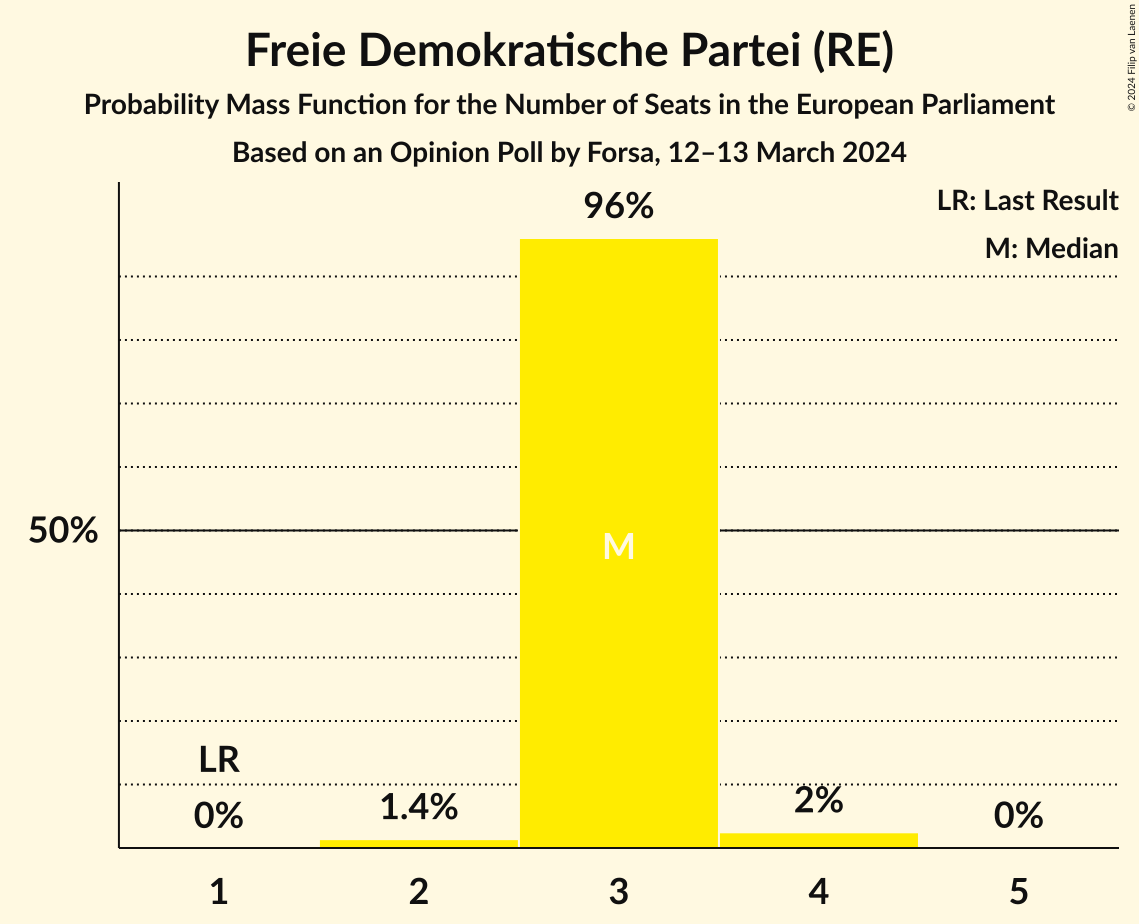 Freie Demokratische Partei (RE)
Probability Mass Function for the Number of Seats in the European Parliament
Based on an Opinion Poll by Forsa, 12–13 March 2024
© 2024 Filip van Laenen
LR: Last Result
M: Median
96%
50%
M
LR
0%
1.4%
2%
0%
1 2 3 4 5